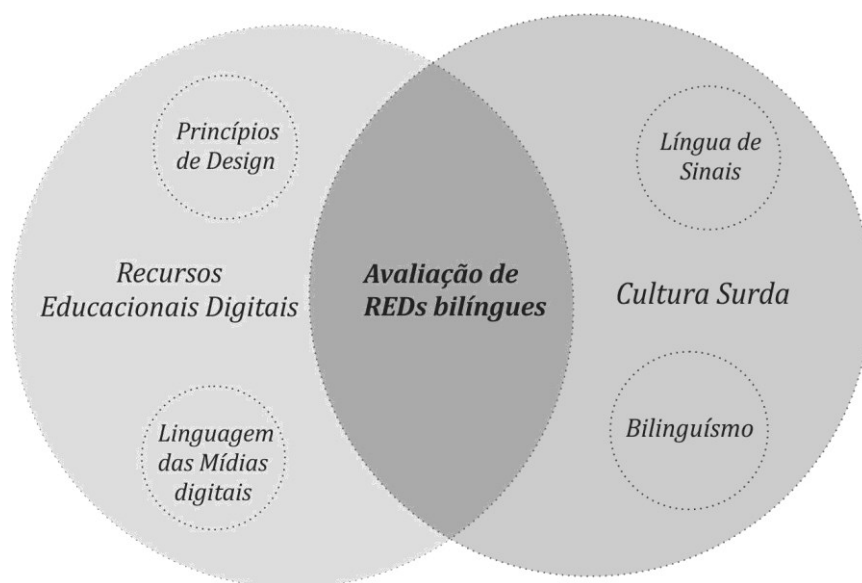 Princípios
de Design
Recursos
Educacionais Digitais
Linguagem
das Mídias
digitais
Avaliação de
REDs bilíngues
Língua de
Sinais
Cultura Surda
Bilinguísmo